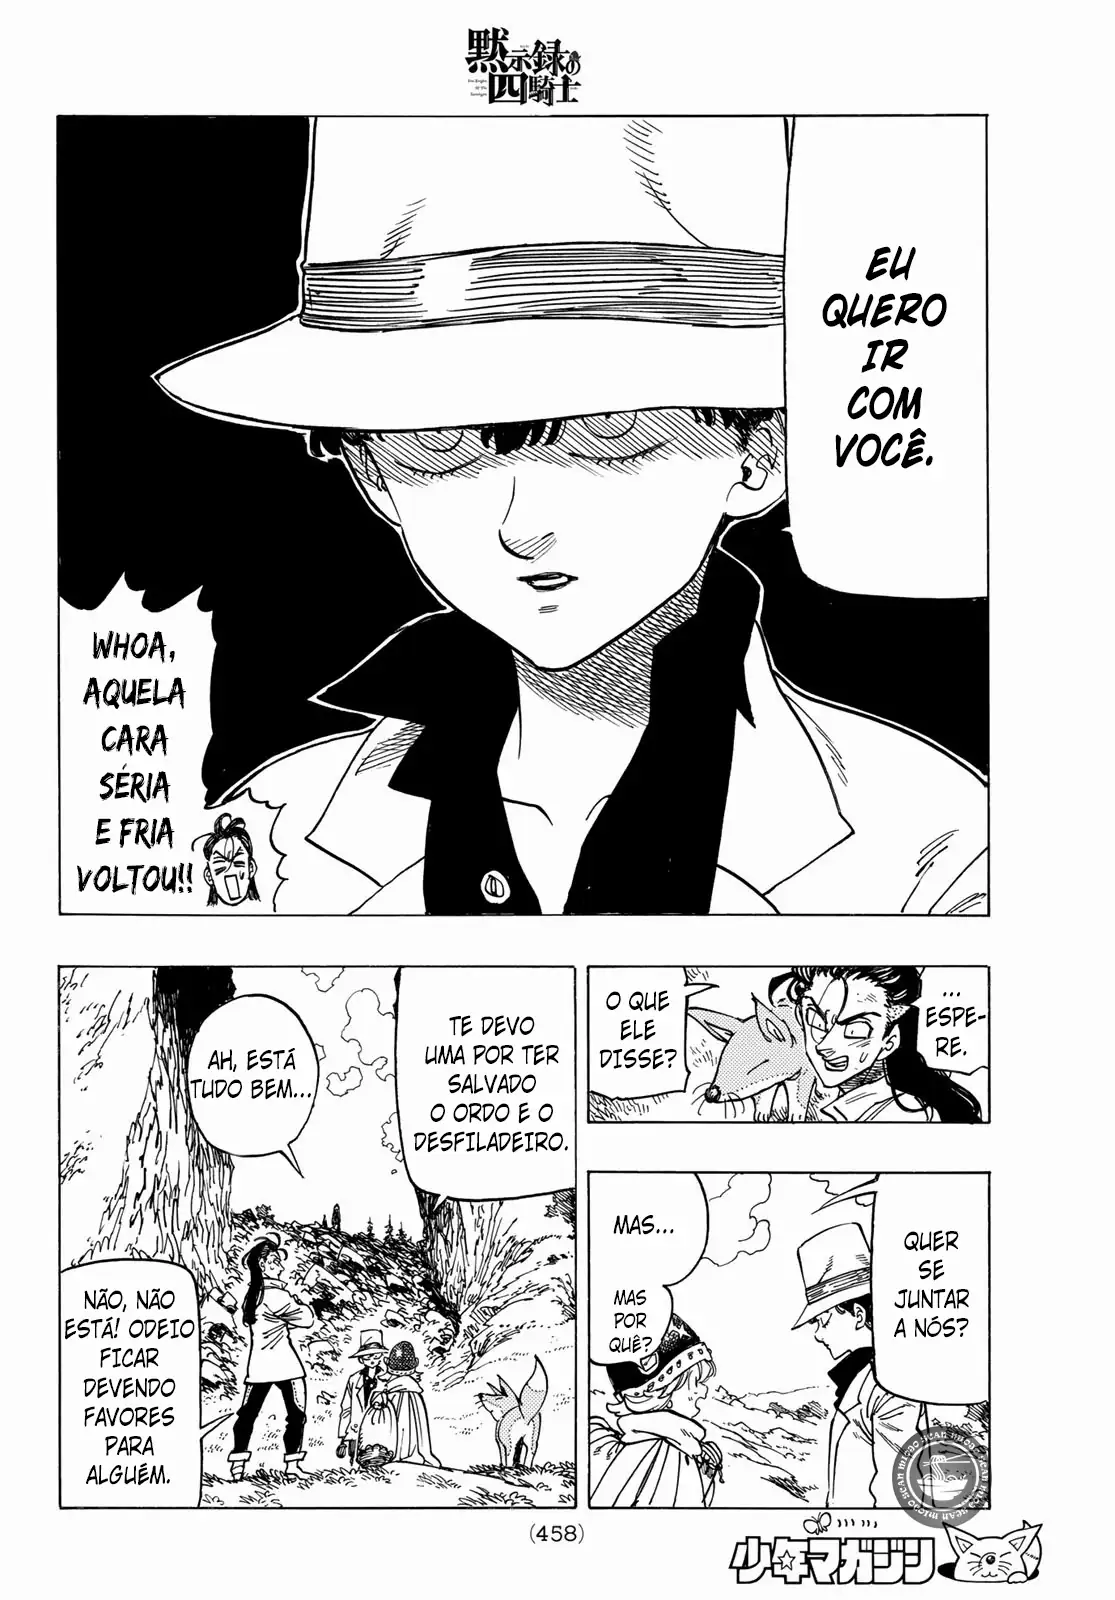 黙示録の
四騎士
EU
QUERO
IR
COM
VOCÊ.
WHOA,
AQUELA
CARA
SÉRIA
E FRIA
VOLTOU!!
...
ESPE-
RE.
O QUE
ELE
DISSE?
QUER
SE
JUNTAR
A NÓS?
MAS...
MAS
POR
QUÊ?
TE DEVO
UMA POR TER
SALVADO
O ORDO E O
DESFILADEIRO.
AH, ESTÁ
TUDO BEM...
NÃO, NÃO
ESTÁ! ODEIO
FICAR
DEVENDO
FAVORES
PARA
ALGUÉM.
(458)
少年マガジン